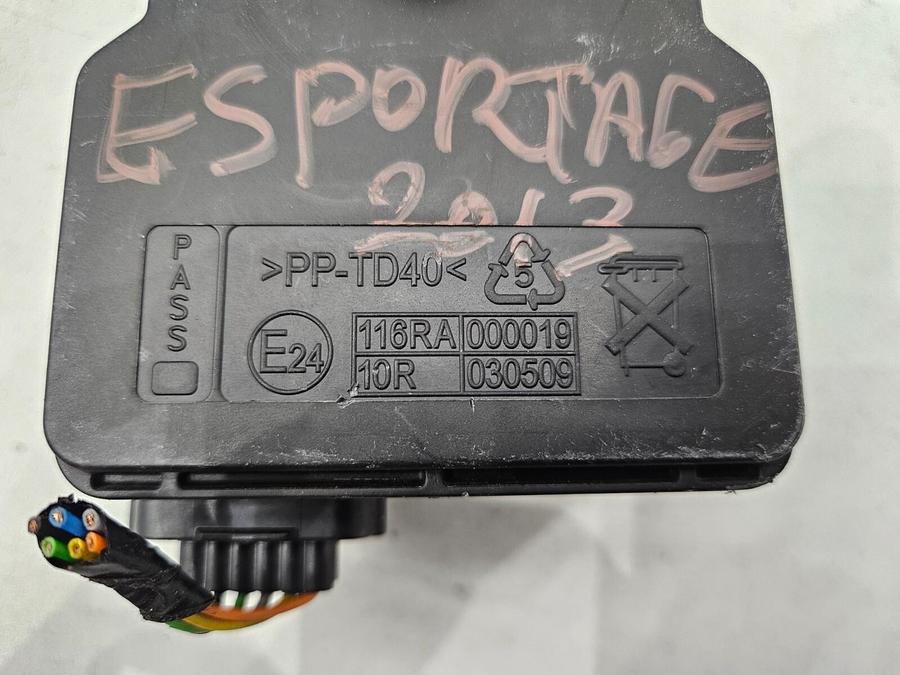 ESPORTAGE
2013
PASS
>PP-TD40< 5
E24
116RA 000019
10R 030509